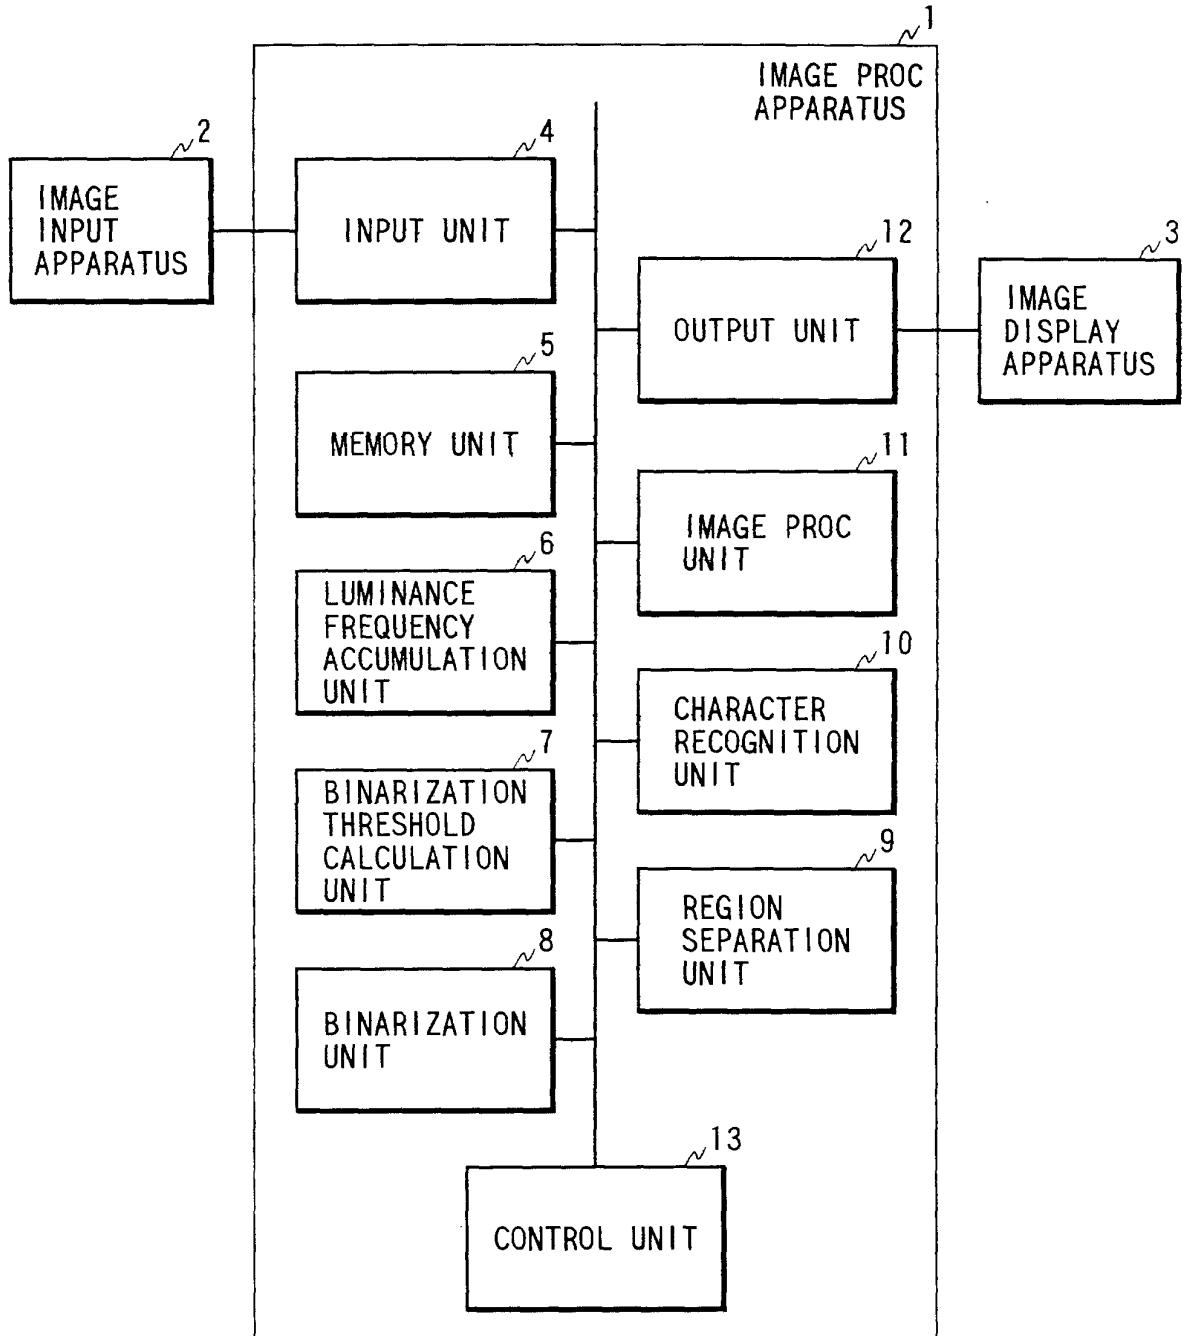 1
IMAGE PROC
APPARATUS
2
IMAGE
INPUT
APPARATUS
4
INPUT UNIT
12
OUTPUT UNIT
3
IMAGE
DISPLAY
APPARATUS
5
MEMORY UNIT
11
IMAGE PROC
UNIT
6
LUMINANCE
FREQUENCY
ACCUMULATION
UNIT
10
CHARACTER
RECOGNITION
UNIT
7
BINARIZATION
THRESHOLD
CALCULATION
UNIT
9
REGION
SEPARATION
UNIT
8
BINARIZATION
UNIT
13
CONTROL UNIT